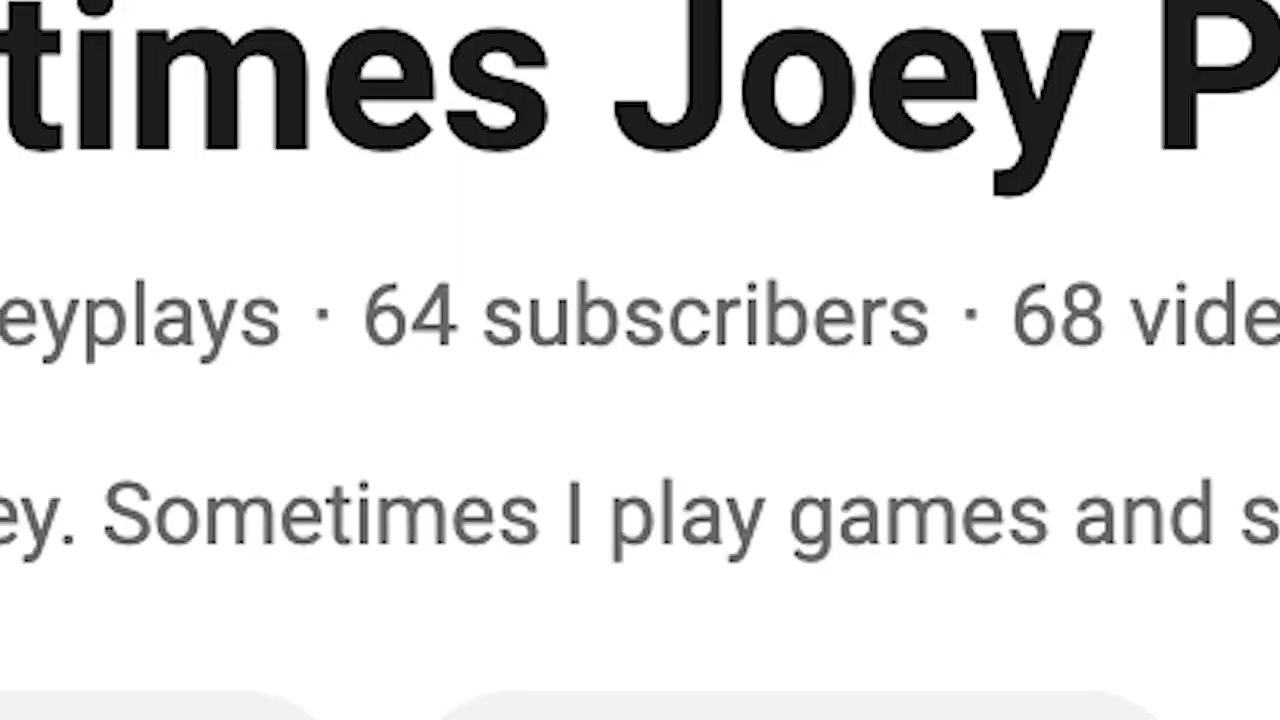 times Joey P
eyplays · 64 subscribers · 68 vide
ey. Sometimes I play games and s